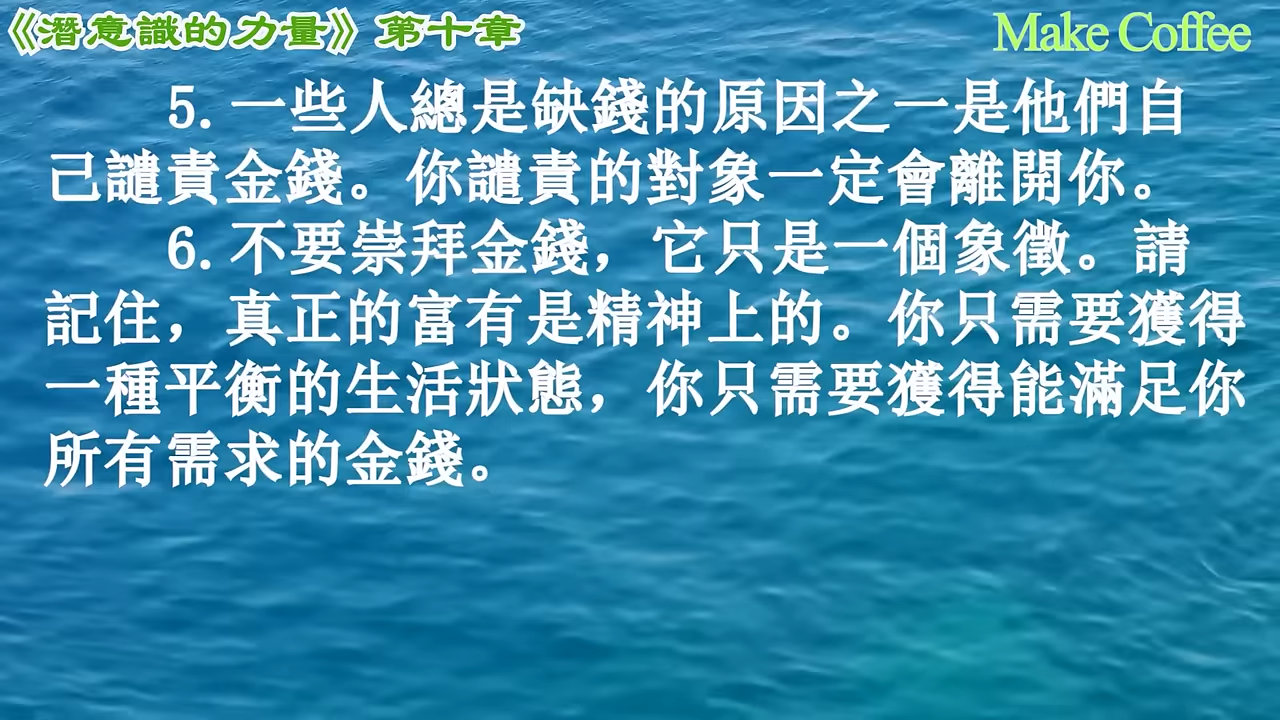 《潛意識的力量》 第十章
Make Coffee
5. 一些人總是缺錢的原因之一是他們自
己譴責金錢。你譴責的對象一定會離開你。
6. 不要崇拜金錢，它只是一個象徵。請
記住，真正的富有是精神上的。你只需要獲得
一種平衡的生活狀態，你只需要獲得能滿足你
所有需求的金錢。